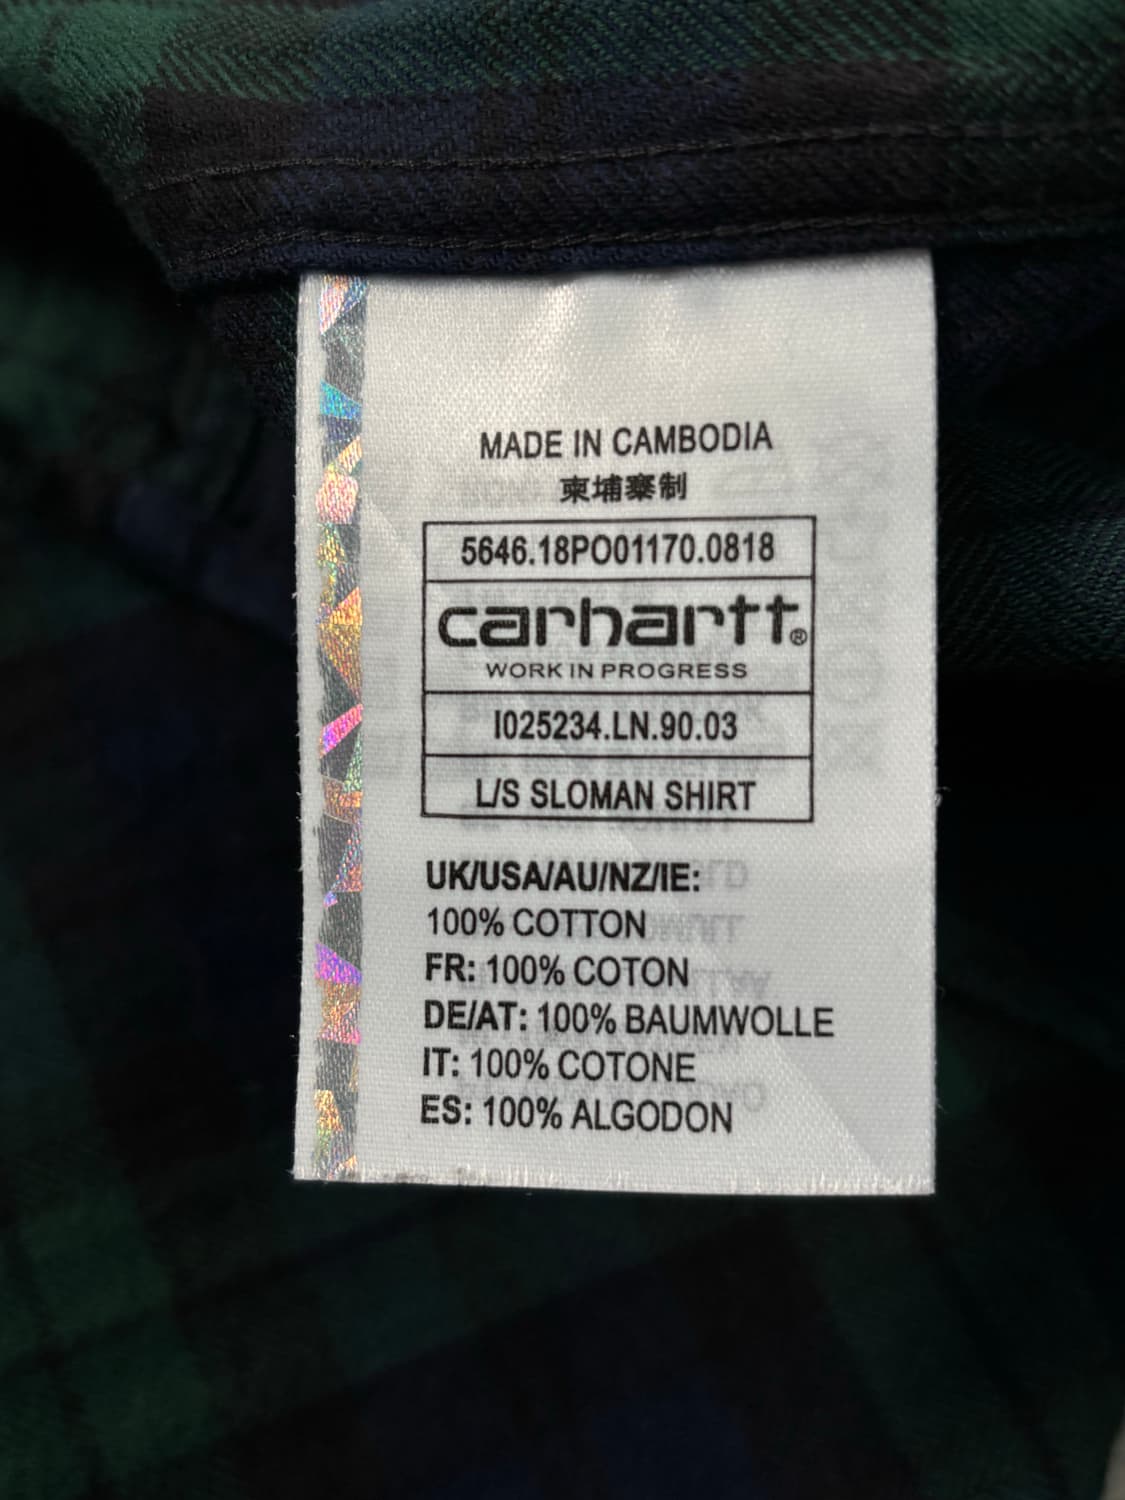 MADE IN CAMBODIA
柬埔寨制
5646.18PO01170.0818
carhartt®
WORK IN PROGRESS
I025234.LN.90.03
L/S SLOMAN SHIRT
UK/USA/AU/NZ/IE:
100% COTTON
FR: 100% COTON
DE/AT: 100% BAUMWOLLE
IT: 100% COTONE
ES: 100% ALGODON